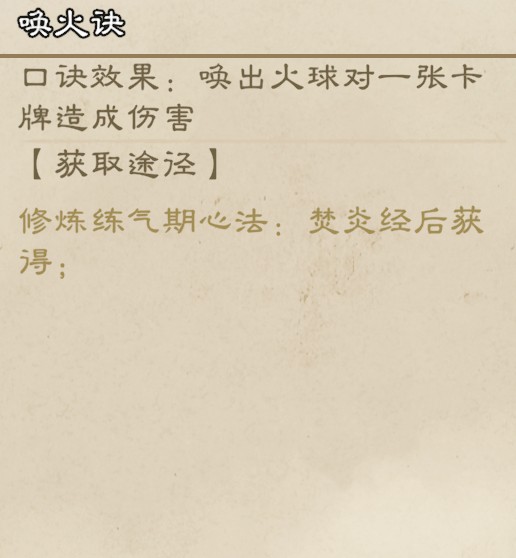 唤火诀
口诀效果：唤出火球对一张卡
牌造成伤害
【获取途径】
修炼练气期心法：焚炎经后获
得；